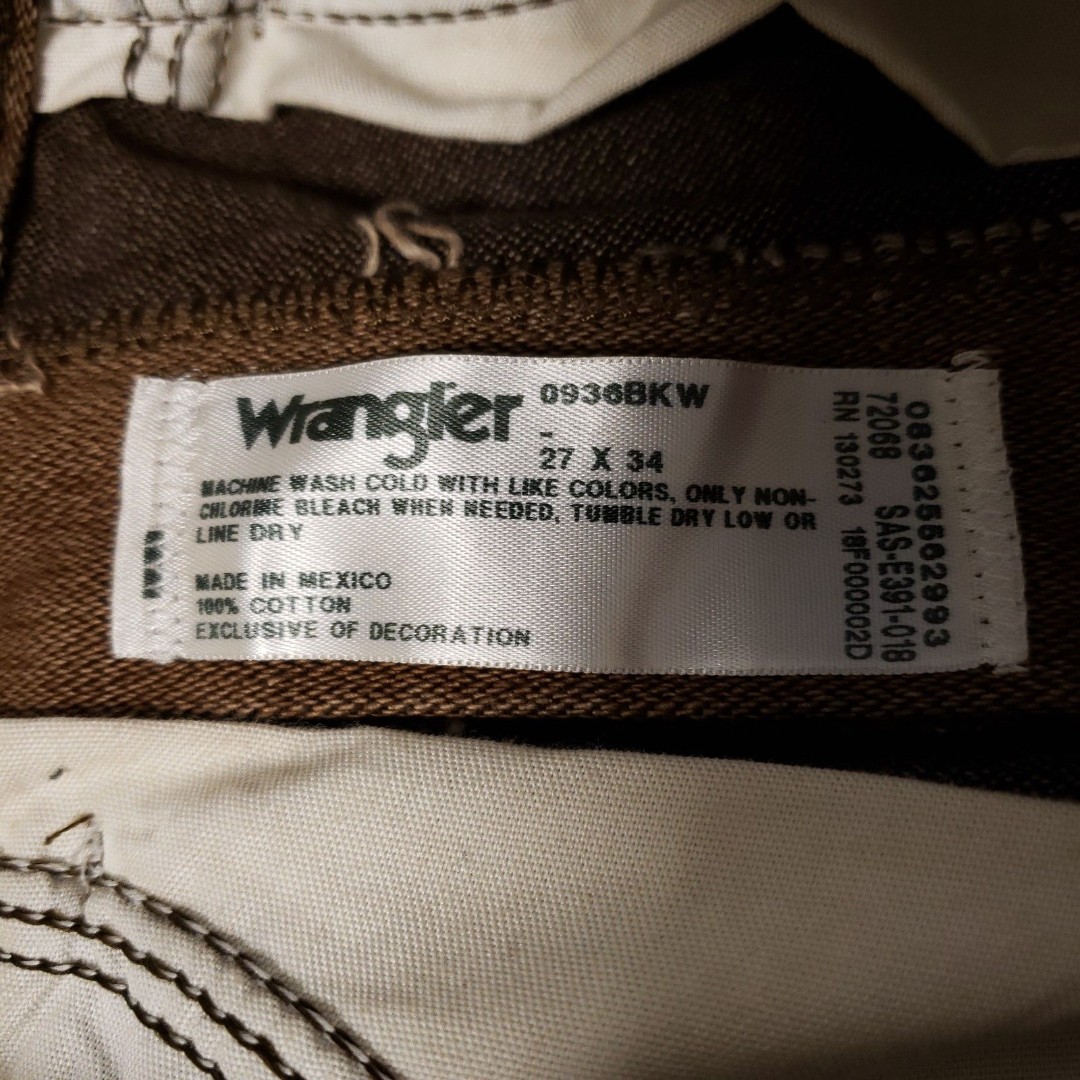 Wrangler
0936BKW
27 X 34
MACHINE WASH COLD WITH LIKE COLORS, ONLY NON-
CHLORINE BLEACH WHEN NEEDED, TUMBLE DRY LOW OR
LINE DRY
MADE IN MEXICO
100% COTTON
EXCLUSIVE OF DECORATION
083625502993
72068 SAS-E391-018
RN 130273 18F000002D